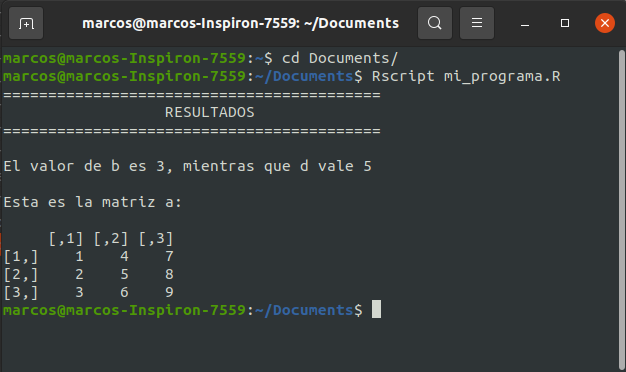 marcos@marcos-Inspiron-7559: ~/Documents
marcos@marcos-Inspiron-7559:~$ cd Documents/
marcos@marcos-Inspiron-7559:~/Documents$ Rscript mi_programa.R
==========================================
                  RESULTADOS
==========================================
El valor de b es 3, mientras que d vale 5
Esta es la matriz a:
     [,1] [,2] [,3]
[1,]    1    4    7
[2,]    2    5    8
[3,]    3    6    9
marcos@marcos-Inspiron-7559:~/Documents$